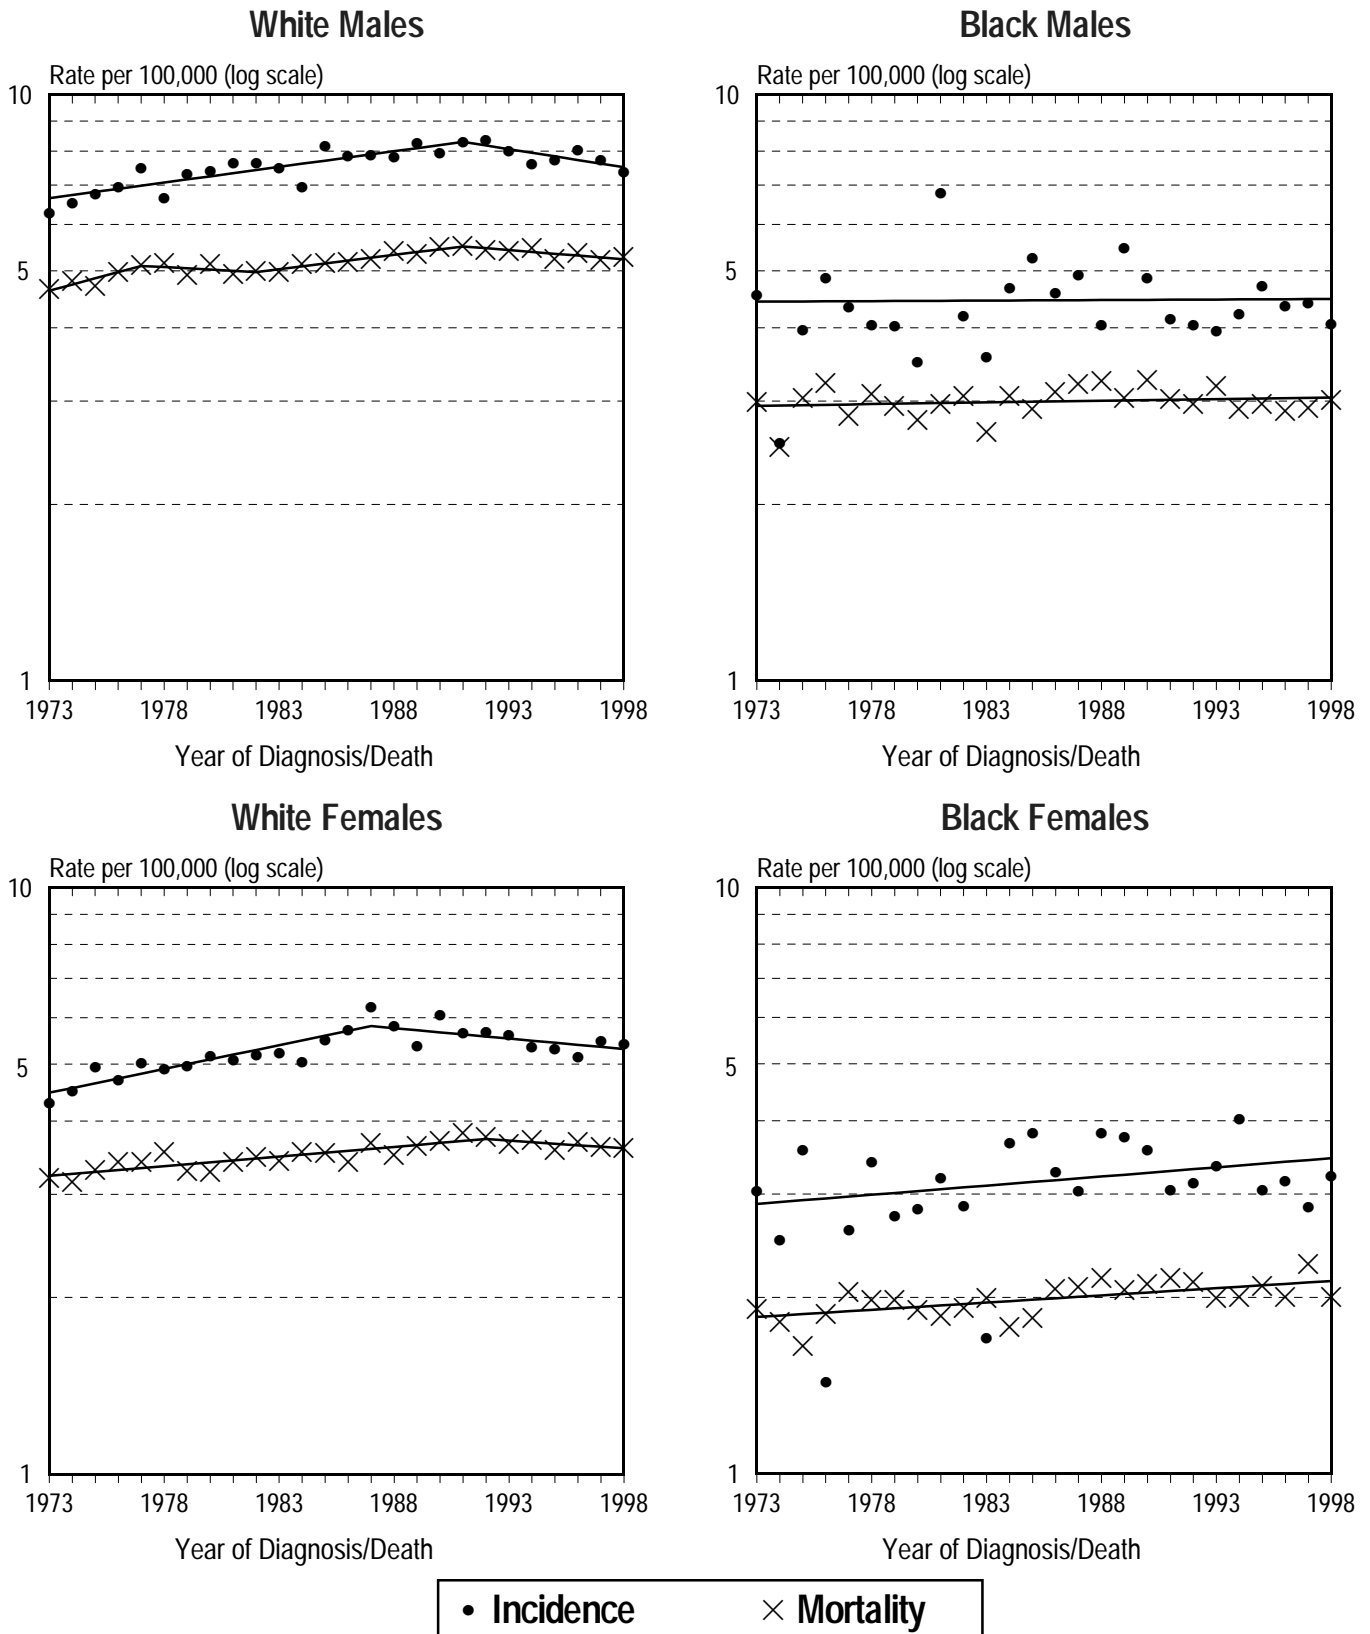 White Males
Rate per 100,000 (log scale)
10
5
1
1973 1978 1983 1988 1993 1998
Year of Diagnosis/Death
Black Males
Rate per 100,000 (log scale)
10
5
1
1973 1978 1983 1988 1993 1998
Year of Diagnosis/Death
White Females
Rate per 100,000 (log scale)
10
5
1
1973 1978 1983 1988 1993 1998
Year of Diagnosis/Death
Black Females
Rate per 100,000 (log scale)
10
5
1
1973 1978 1983 1988 1993 1998
Year of Diagnosis/Death
Incidence Mortality